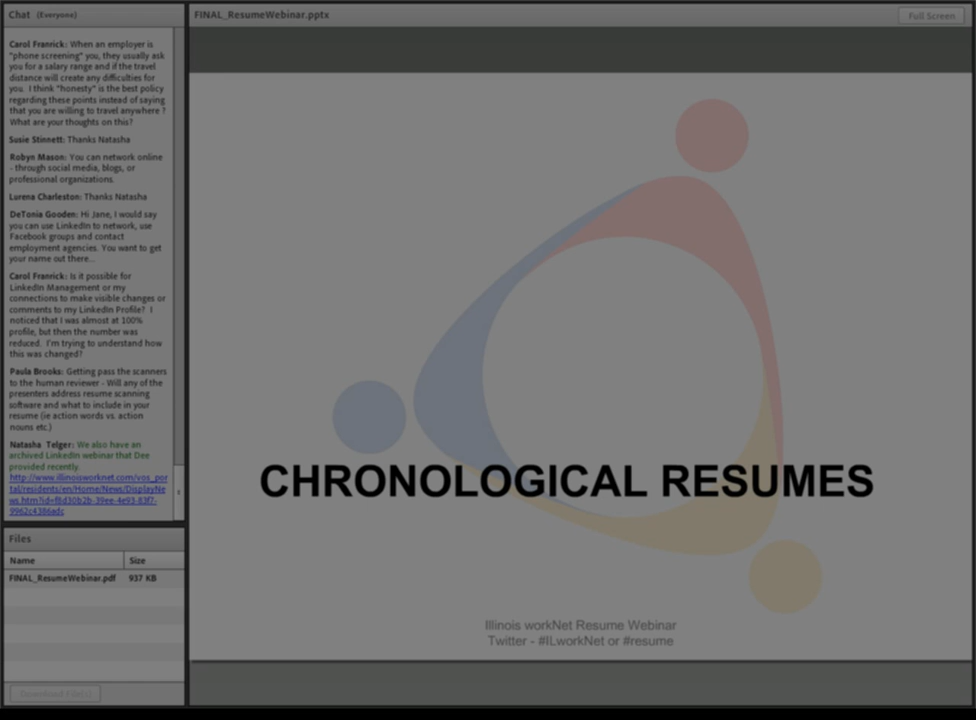 Chat (Everyone)
Carol Franrick: When an employer is
"phone screening" you, they usually ask
you for a salary range and if the travel
distance will create any difficulties for
you. I think "honesty" is the best policy
regarding these points instead of saying
that you are willing to travel anywhere ?
What are your thoughts on this?
Susie Stinnett: Thanks Natasha
Robyn Mason: You can network online
- through social media, blogs, or
professional organizations.
Lurena Charleston: Thanks Natasha
DeTonia Gooden: Hi Jane, I would say
you can use LinkedIn to network, use
Facebook groups and contact
employment agencies. You want to get
your name out there...
Carol Franrick: Is it possible for
LinkedIn Management or my
connections to make visible changes or
comments to my LinkedIn Profile? I
noticed that I was almost at 100%
profile, but then the number was
reduced. I'm trying to understand how
this was changed?
Paula Brooks: Getting pass the scanners
to the human reviewer - Will any of the
presenters address resume scanning
software and what to include in your
resume (ie action words vs. action
nouns etc.)
Natasha Telger: We also have an
archived LinkedIn webinar that Dee
provided recently.
http://www.illinoisworknet.com/vos_por
tal/residents/en/Home/News/DisplayNe
Files
Name Size
FINAL_ResumeWebinar.pdf 937 KB
Download File(s)
FINAL_ResumeWebinar.pptx
Full Screen
CHRONOLOGICAL RESUMES
Illinois workNet Resume Webinar
Twitter - #ILworkNet or #resume